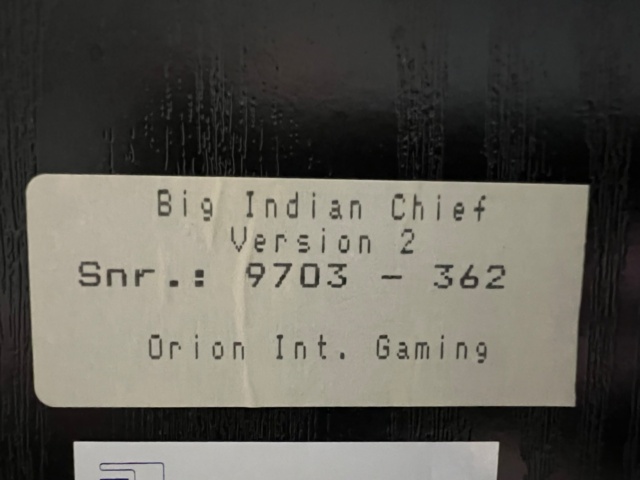 Big Indian Chief
Version 2
Snr.: 9703 - 362
Orion Int. Gaming